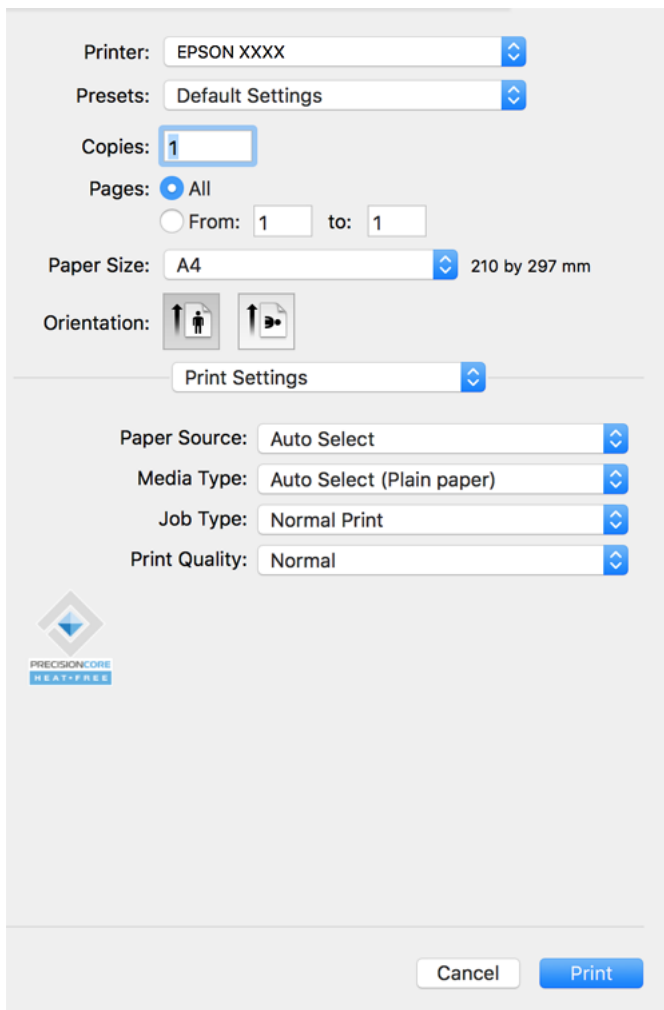 Printer: EPSON XXXX
Presets: Default Settings
Copies: 1
Pages: All
From: 1 to: 1
Paper Size: A4 210 by 297 mm
Orientation:
Print Settings
Paper Source: Auto Select
Media Type: Auto Select (Plain paper)
Job Type: Normal Print
Print Quality: Normal
PRECISIONCORE
HEAT•FREE
Cancel Print